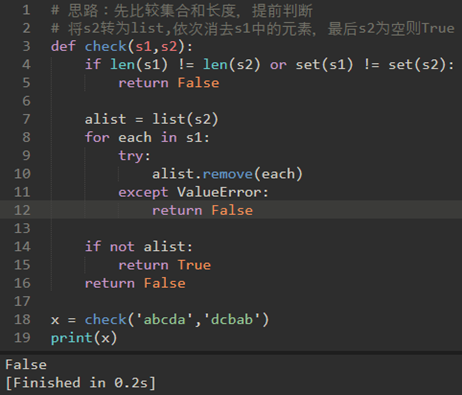 1 # 思路：先比较集合和长度，提前判断
2 # 将s2转为list,依次消去s1中的元素，最后s2为空则True
3 def check(s1,s2):
4     if len(s1) != len(s2) or set(s1) != set(s2):
5         return False
6
7     alist = list(s2)
8     for each in s1:
9         try:
10             alist.remove(each)
11         except ValueError:
12             return False
13
14     if not alist:
15         return True
16     return False
17
18 x = check('abcda','dcbab')
19 print(x)
False
[Finished in 0.2s]